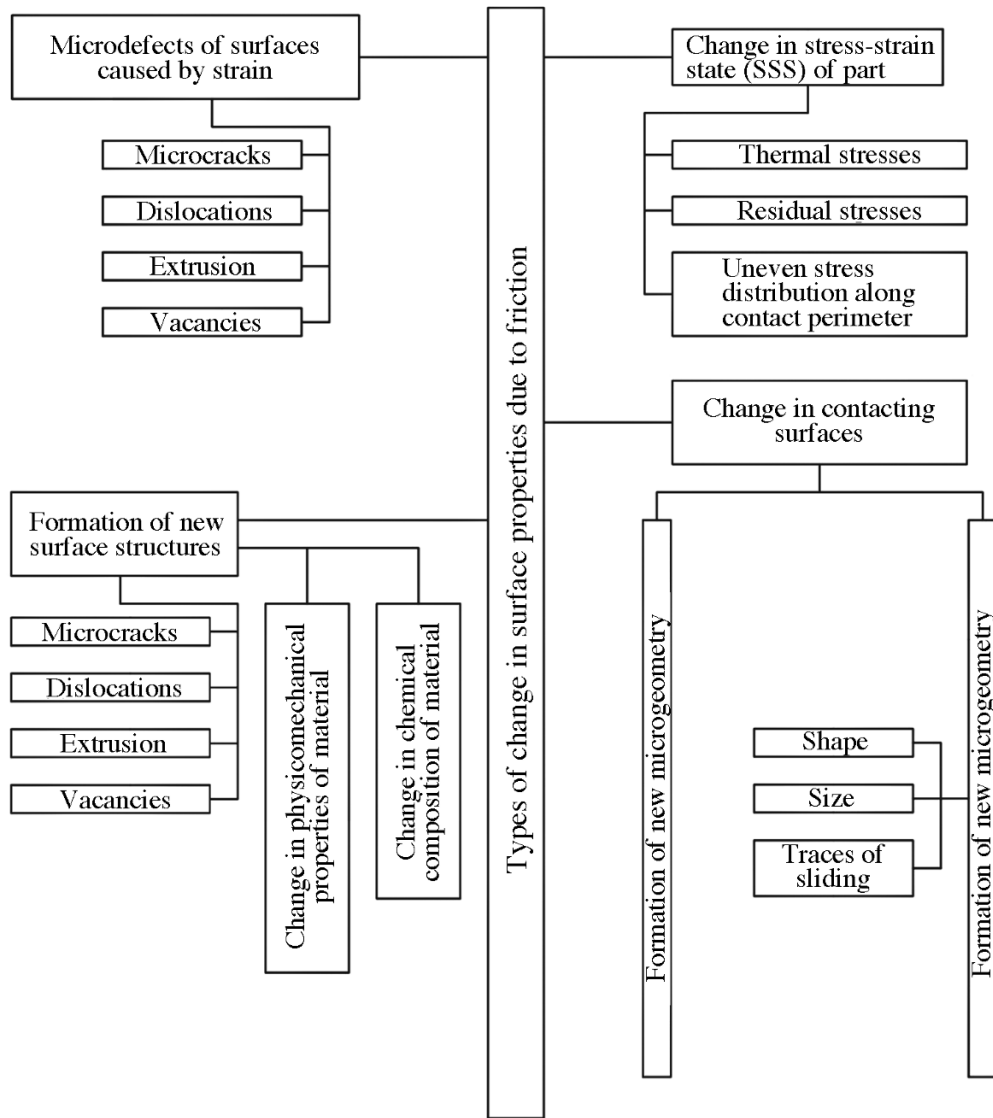 Microdefects of surfaces
caused by strain
Microcracks
Dislocations
Extrusion
Vacancies
Types of change in surface properties due to friction
Change in stress-strain
state (SSS) of part
Thermal stresses
Residual stresses
Uneven stress
distribution along
contact perimeter
Change in contacting
surfaces
Formation of new microgeometry
Shape
Size
Traces of
sliding
Formation of new microgeometry
Formation of new
surface structures
Microcracks
Dislocations
Extrusion
Vacancies
Change in physicomechanical
properties of material
Change in chemical
composition of material